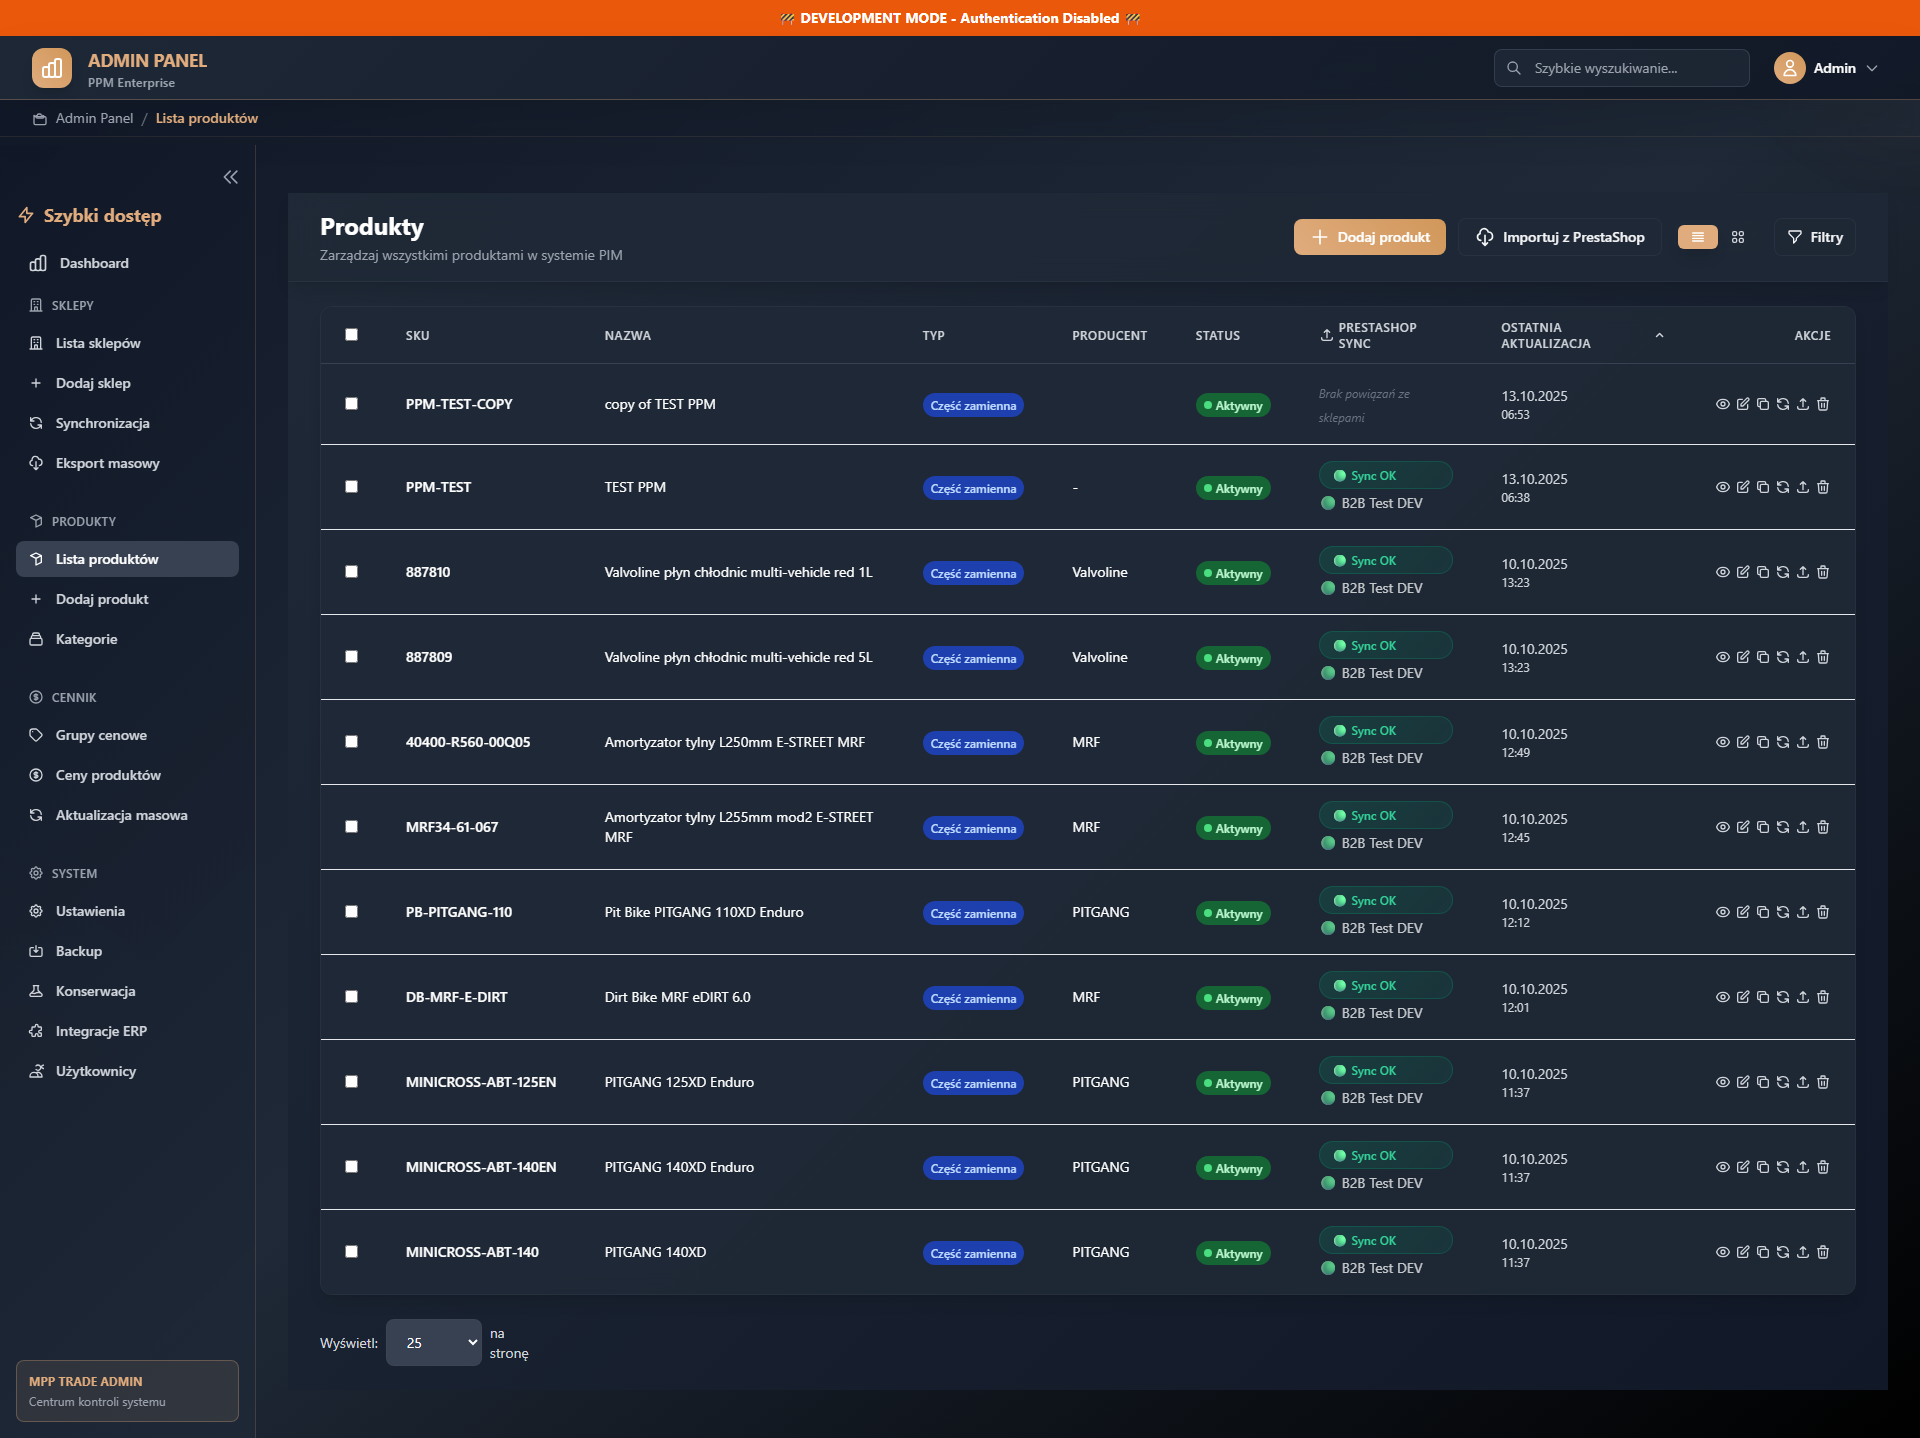 🚧 DEVELOPMENT MODE - Authentication Disabled 🚧
ADMIN PANEL
PPM Enterprise
Szybkie wyszukiwanie...
Admin
Admin Panel / Lista produktów
Szybki dostęp
Dashboard
SKLEPY
Lista sklepów
Dodaj sklep
Synchronizacja
Eksport masowy
PRODUKTY
Lista produktów
Dodaj produkt
Kategorie
CENNIK
Grupy cenowe
Ceny produktów
Aktualizacja masowa
SYSTEM
Ustawienia
Backup
Konserwacja
Integracje ERP
Użytkownicy
MPP TRADE ADMIN
Centrum kontroli systemu
Produkty
Zarządzaj wszystkimi produktami w systemie PIM
Dodaj produkt
Importuj z PrestaShop
Filtry
SKU NAZWA TYP PRODUCENT STATUS PRESTASHOP SYNC OSTATNIA AKTUALIZACJA AKCJE
PPM-TEST-COPY copy of TEST PPM Część zamienna Aktywny Brak powiązań ze sklepami 13.10.2025 06:53
PPM-TEST TEST PPM Część zamienna - Aktywny Sync OK B2B Test DEV 13.10.2025 06:38
887810 Valvoline płyn chłodnic multi-vehicle red 1L Część zamienna Valvoline Aktywny Sync OK B2B Test DEV 10.10.2025 13:23
887809 Valvoline płyn chłodnic multi-vehicle red 5L Część zamienna Valvoline Aktywny Sync OK B2B Test DEV 10.10.2025 13:23
40400-R560-00Q05 Amortyzator tylny L250mm E-STREET MRF Część zamienna MRF Aktywny Sync OK B2B Test DEV 10.10.2025 12:49
MRF34-61-067 Amortyzator tylny L255mm mod2 E-STREET MRF Część zamienna MRF Aktywny Sync OK B2B Test DEV 10.10.2025 12:45
PB-PITGANG-110 Pit Bike PITGANG 110XD Enduro Część zamienna PITGANG Aktywny Sync OK B2B Test DEV 10.10.2025 12:12
DB-MRF-E-DIRT Dirt Bike MRF eDIRT 6.0 Część zamienna MRF Aktywny Sync OK B2B Test DEV 10.10.2025 12:01
MINICROSS-ABT-125EN PITGANG 125XD Enduro Część zamienna PITGANG Aktywny Sync OK B2B Test DEV 10.10.2025 11:37
MINICROSS-ABT-140EN PITGANG 140XD Enduro Część zamienna PITGANG Aktywny Sync OK B2B Test DEV 10.10.2025 11:37
MINICROSS-ABT-140 PITGANG 140XD Część zamienna PITGANG Aktywny Sync OK B2B Test DEV 10.10.2025 11:37
Wyświetl: 25 na stronę